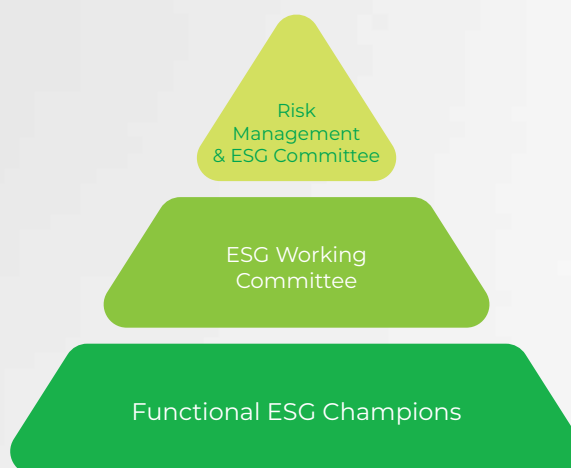 Risk
Management
& ESG Committee
ESG Working
Committee
Functional ESG Champions